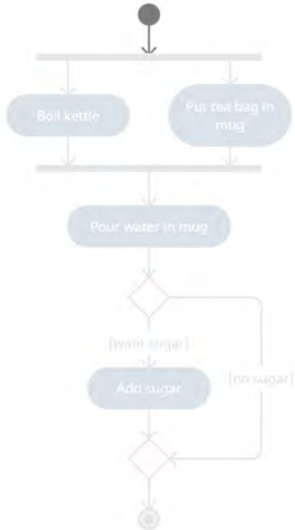 Boil kettle
Put tea bag in
mug
Pour water in mug
[want sugar]
[no sugar]
Add sugar